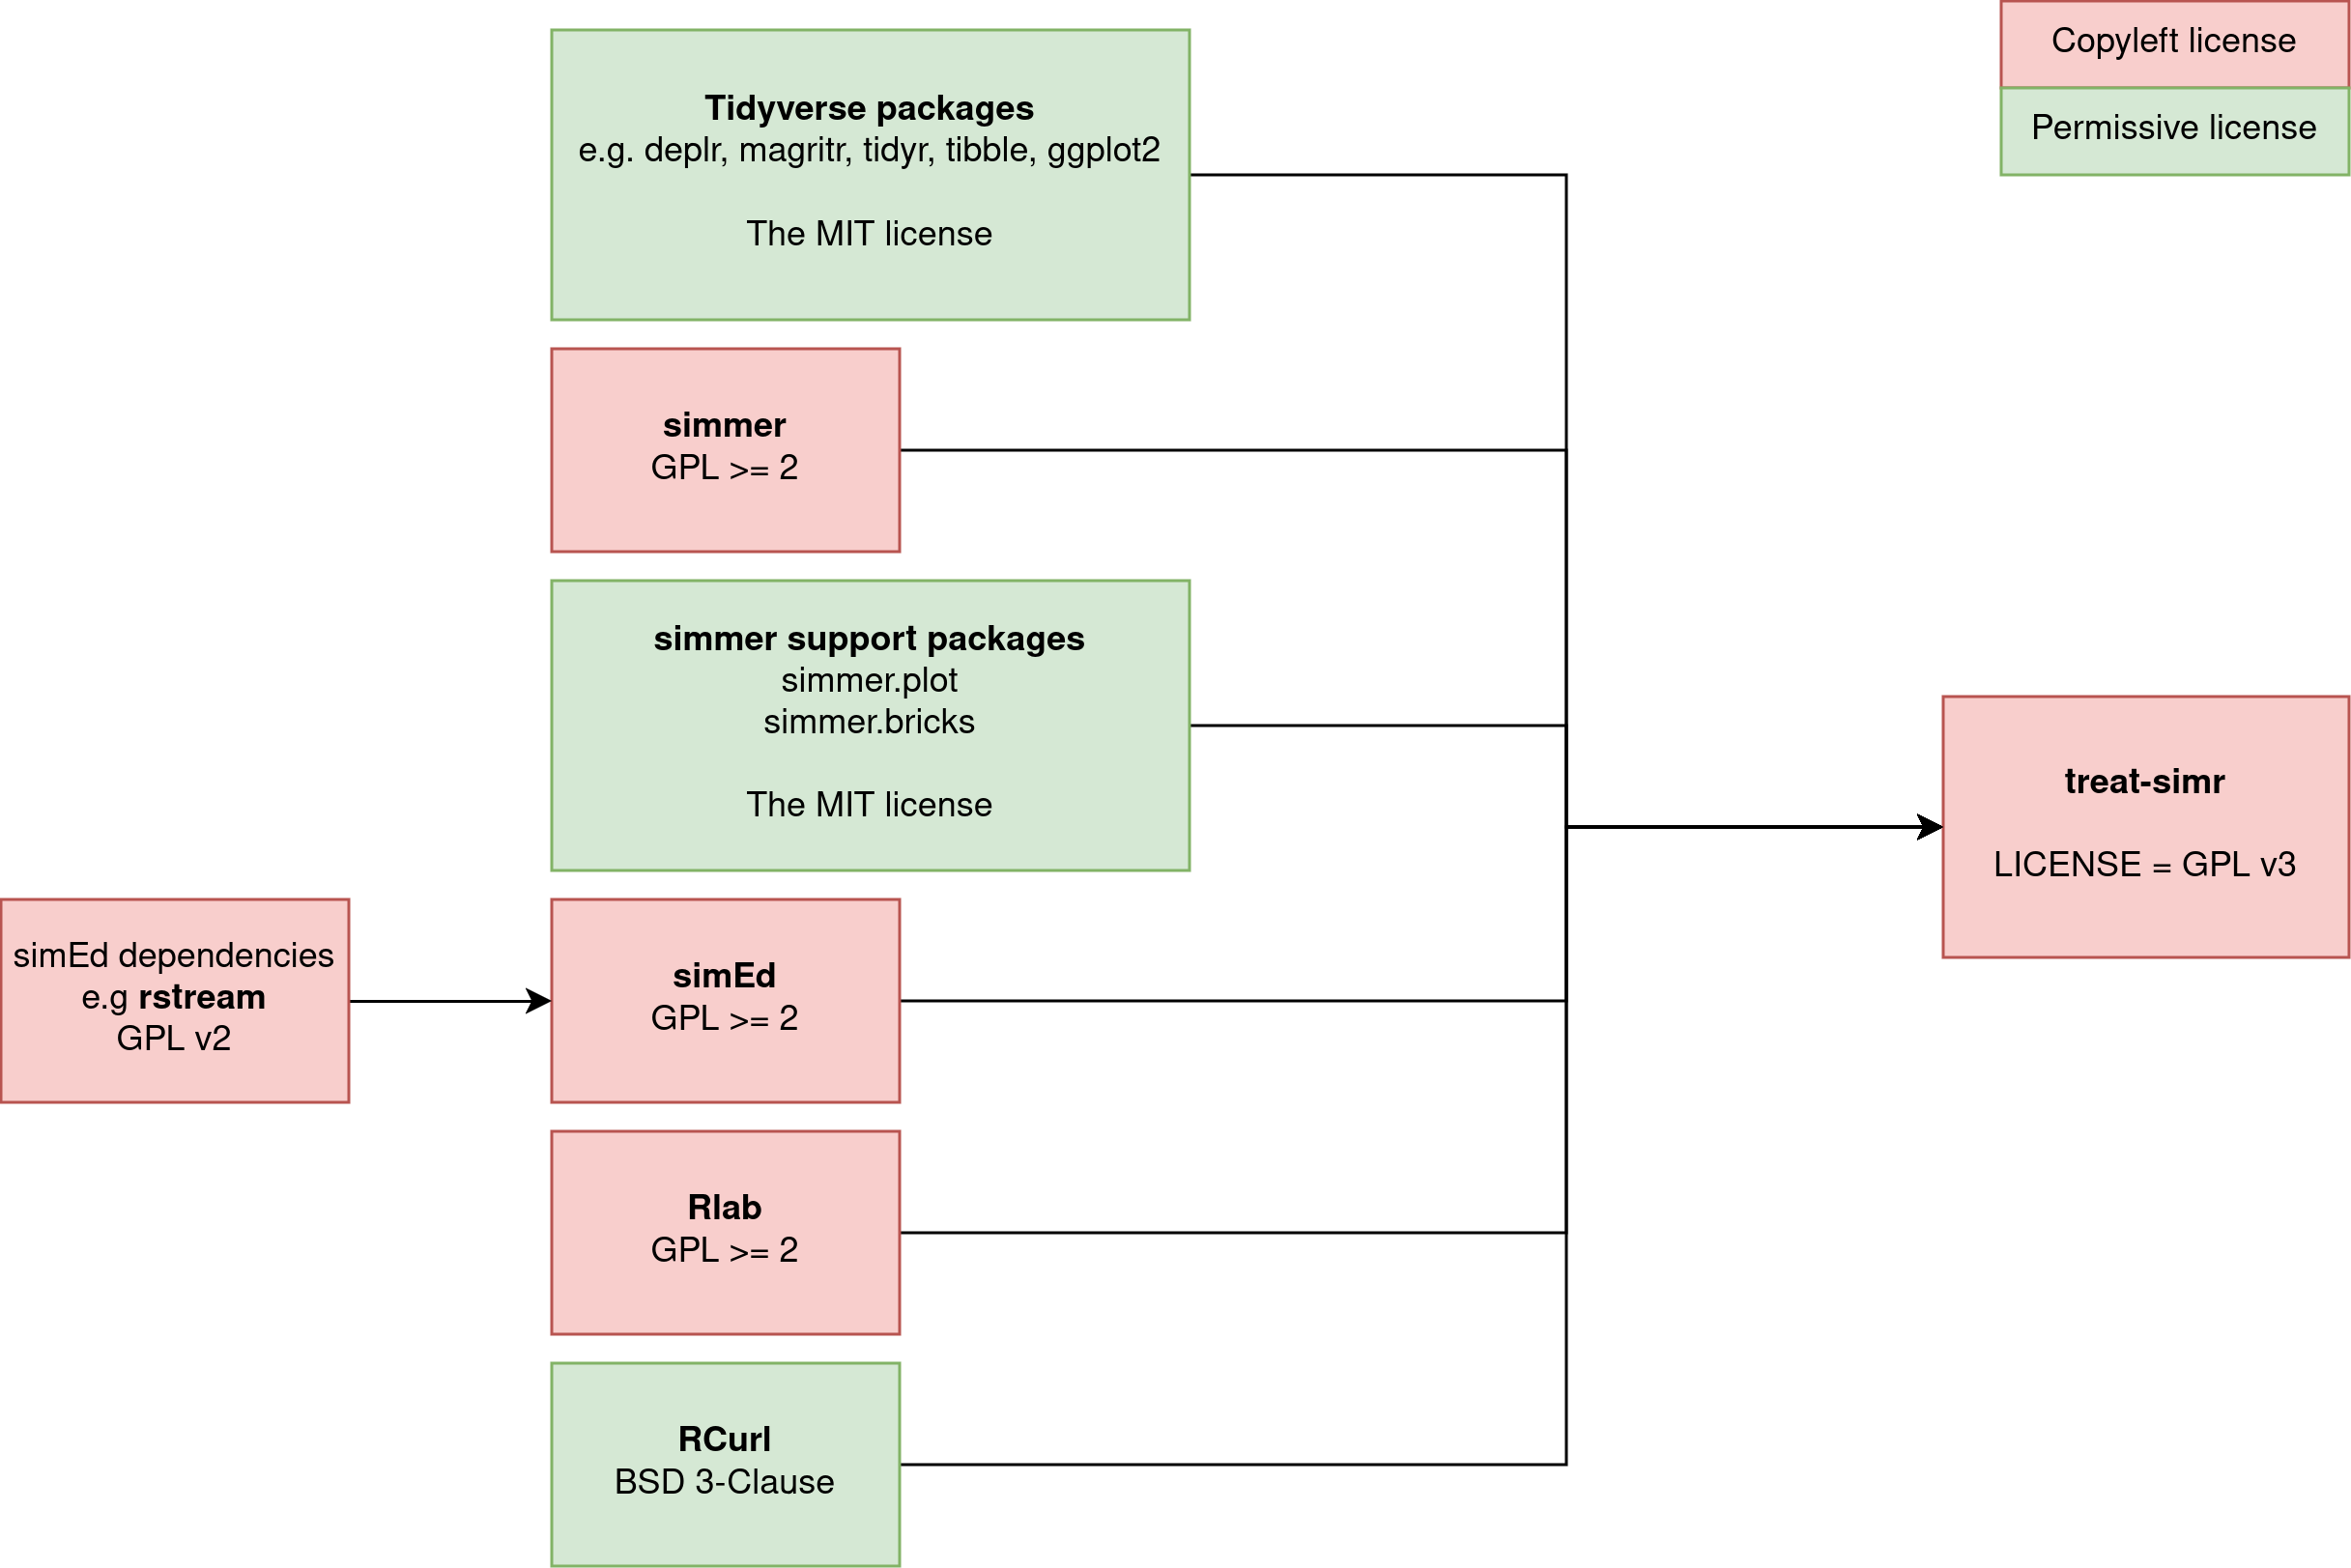 Copyleft license
Permissive license
Tidyverse packages
e.g. deplr, magritr, tidyr, tibble, ggplot2
The MIT license
simmer
GPL >= 2
simmer support packages
simmer.plot
simmer.bricks
The MIT license
simEd dependencies
e.g rstream
GPL v2
simEd
GPL >= 2
Rlab
GPL >= 2
RCurl
BSD 3-Clause
treat-simr
LICENSE = GPL v3